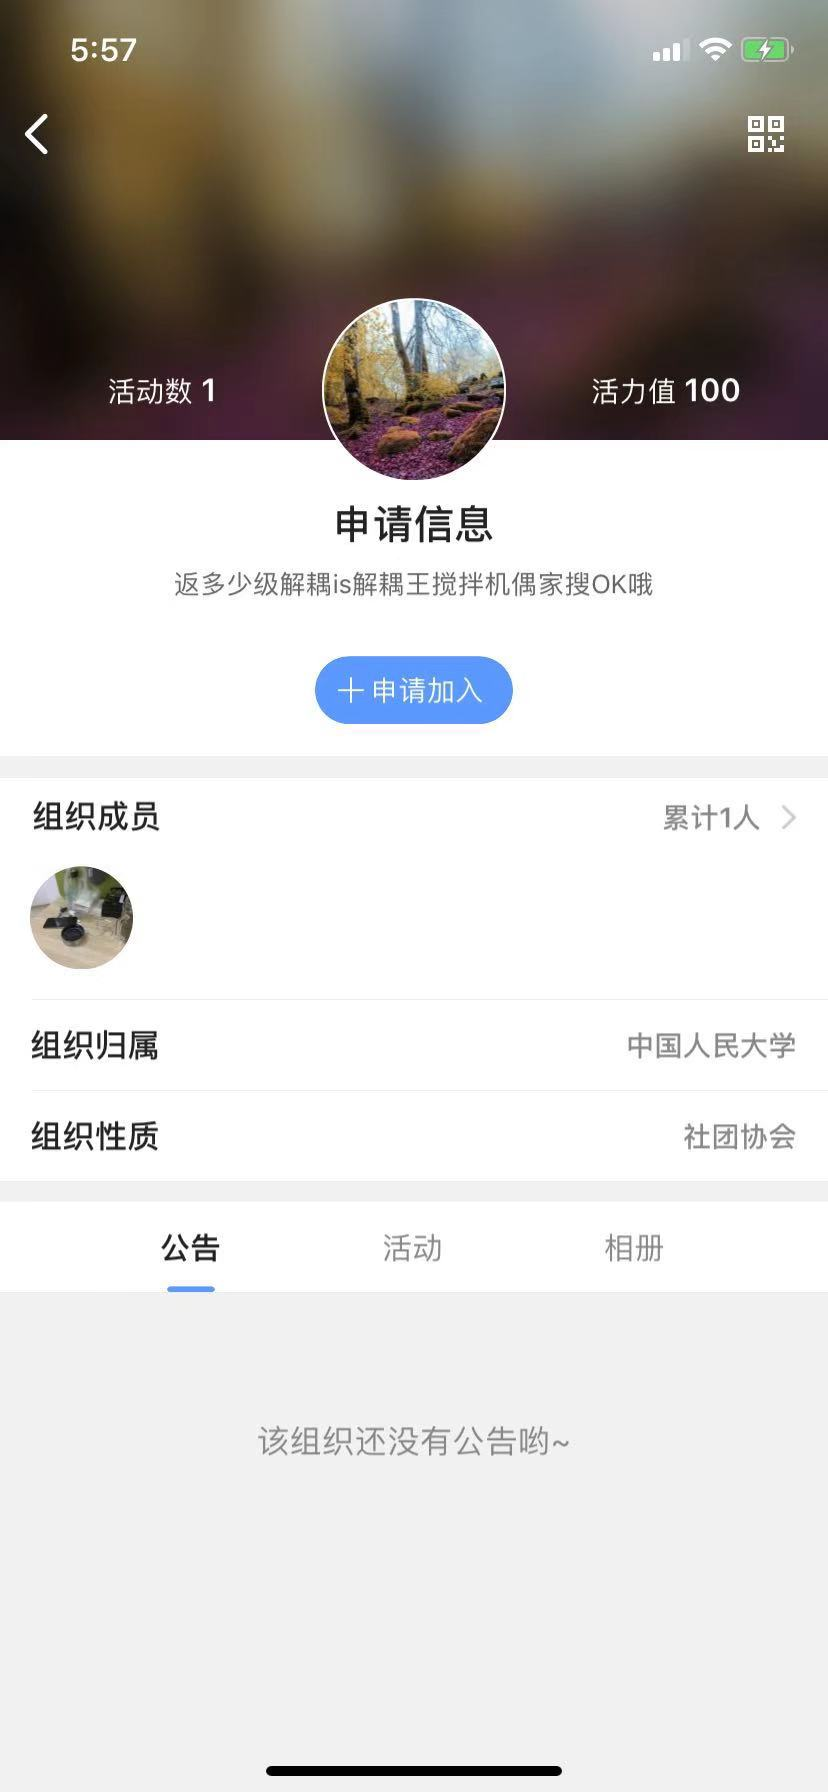 5:57
活动数 1
活力值 100
申请信息
返多少级解耦is解耦王搅拌机偶家搜OK哦
申请加入
组织成员
累计1人
组织归属
中国人民大学
组织性质
社团协会
公告
活动
相册
该组织还没有公告哟~